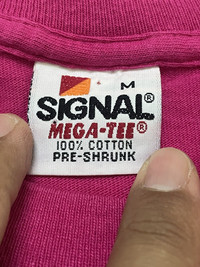 M
SIGNAL®
MEGA-TEE®
100% COTTON
PRE-SHRUNK